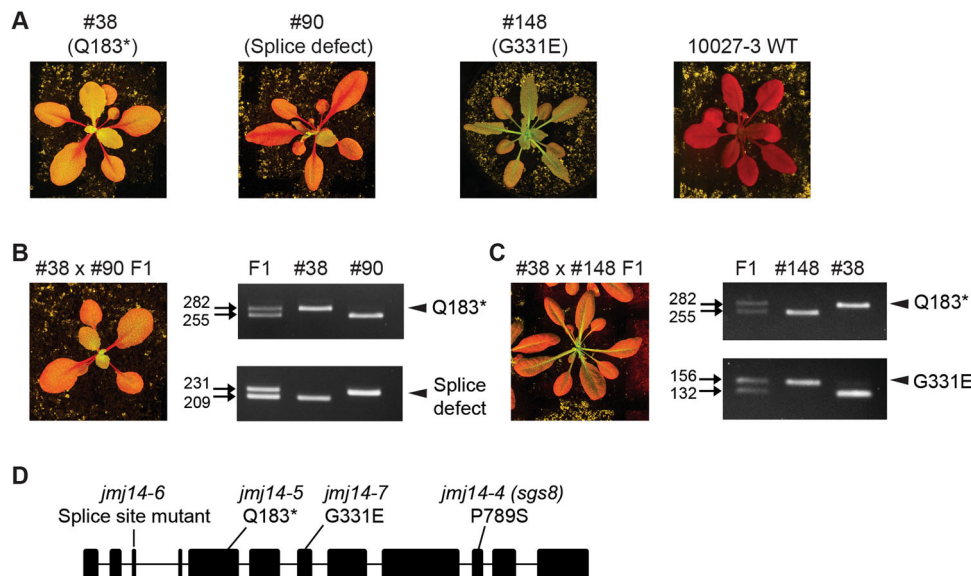 A
#38
(Q183*)
#90
(Splice defect)
#148
(G331E)
10027-3 WT
B
#38 x #90 F1
F1 #38 #90
282
255
Q183*
231
209
Splice
defect
C
#38 x #148 F1
F1 #148 #38
282
255
Q183*
156
132
G331E
D
jmj14-6
Splice site mutant
jmj14-5
Q183*
jmj14-7
G331E
jmj14-4 (sgs8)
P789S